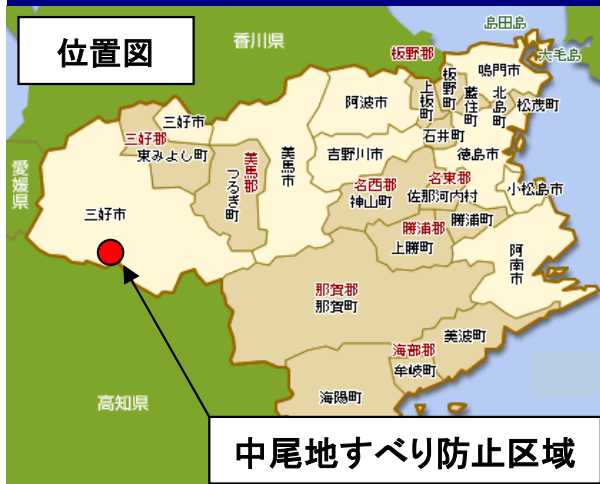 位置図
香川県
島田島
大毛島
鳴門市
板野郡
板野町
上板町
藍住町
北島町
松茂町
阿波市
石井町
三好市
三好郡
東みよし町
美馬郡
つるぎ町
美馬市
吉野川市
徳島市
愛媛県
名西郡
神山町
名東郡
佐那河内村
小松島市
三好市
勝浦郡
上勝町
勝浦町
阿南市
那賀郡
那賀町
美波町
海部郡
牟岐町
海陽町
高知県
中尾地すべり防止区域